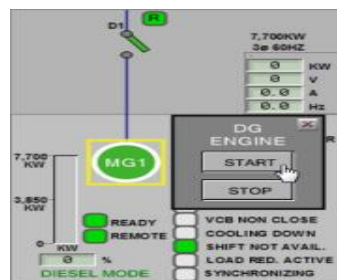 R
D1
7,700KW
3ø 60HZ
0 KW
0 V
0.0 A
0.0 Hz
DG
ENGINE
START
STOP
MG1
R
7,700
KW
3,850
KW
0
KW
0 %
DIESEL MODE
READY
REMOTE
VCB NON CLOSE
COOLING DOWN
SHIFT NOT AVAIL.
LOAD RED. ACTIVE
SYNCHRONIZING